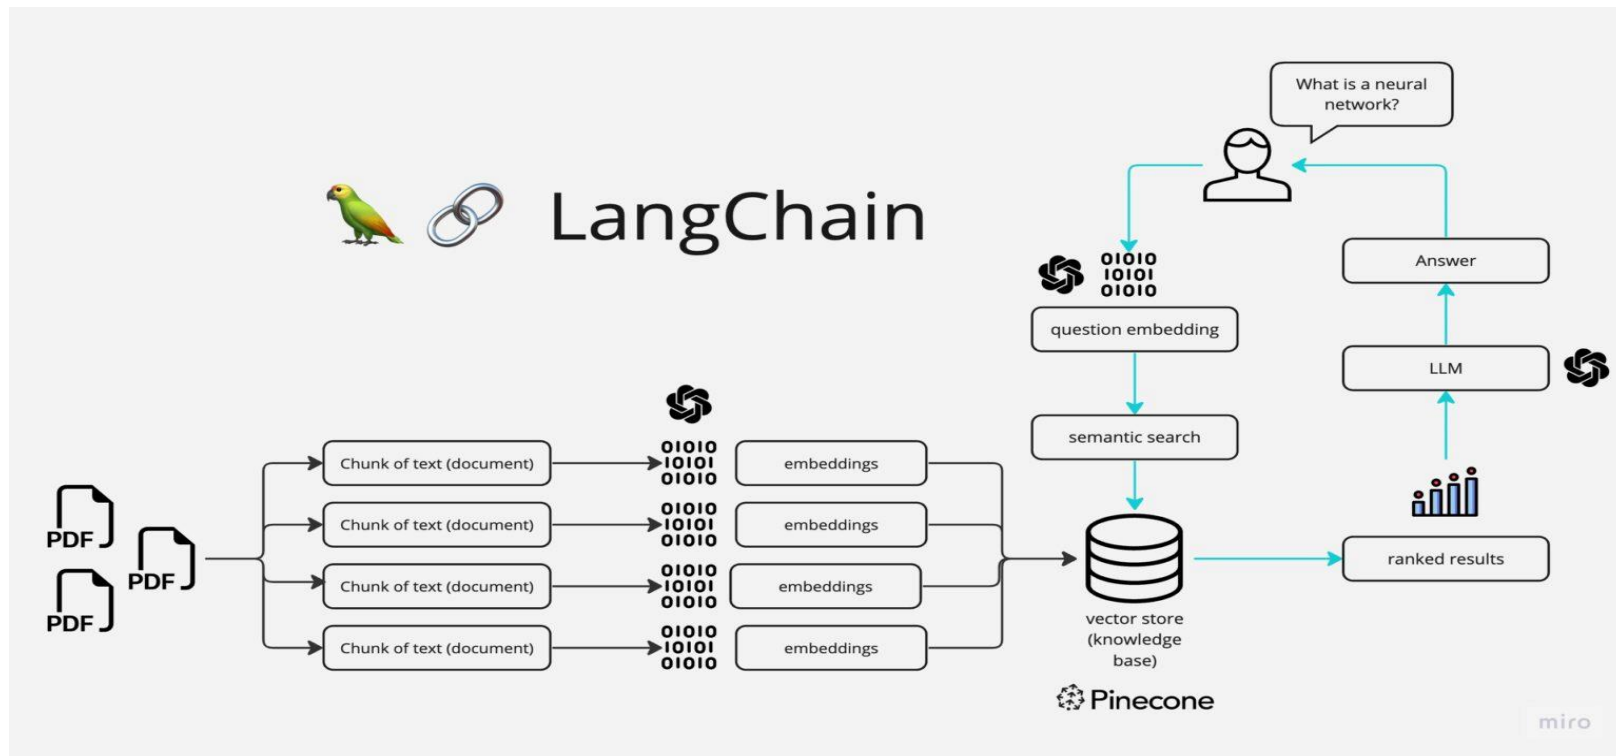 What is a neural
network?
LangChain
01010
10101
01010
Answer
question embedding
LLM
semantic search
Chunk of text (document)
01010
10101
01010
embeddings
Chunk of text (document)
01010
10101
01010
embeddings
Chunk of text (document)
01010
10101
01010
embeddings
Chunk of text (document)
01010
10101
01010
embeddings
PDF
PDF
PDF
ranked results
vector store
(knowledge
base)
Pinecone
miro